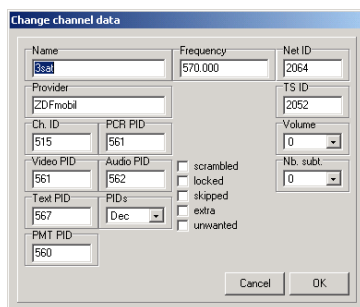 Change channel data
Name
3sat
Frequency
570.000
Net ID
2064
Provider
ZDFmobil
TS ID
2052
Ch. ID
515
PCR PID
561
Volume
0
Video PID
561
Audio PID
562
scrambled
locked
skipped
extra
unwanted
Nb. subt.
0
Text PID
567
PIDs
Dec
PMT PID
560
Cancel
OK